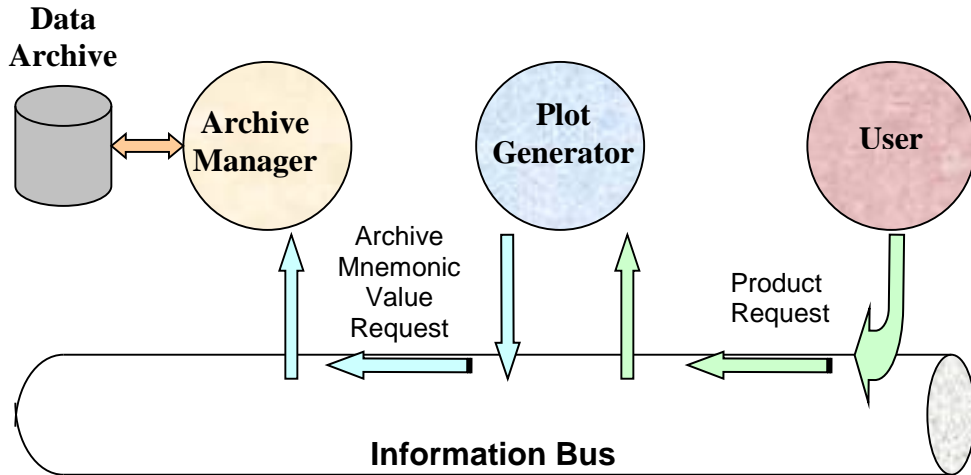 Data
Archive
Archive
Manager
Plot
Generator
User
Archive
Mnemonic
Value
Request
Product
Request
Information Bus